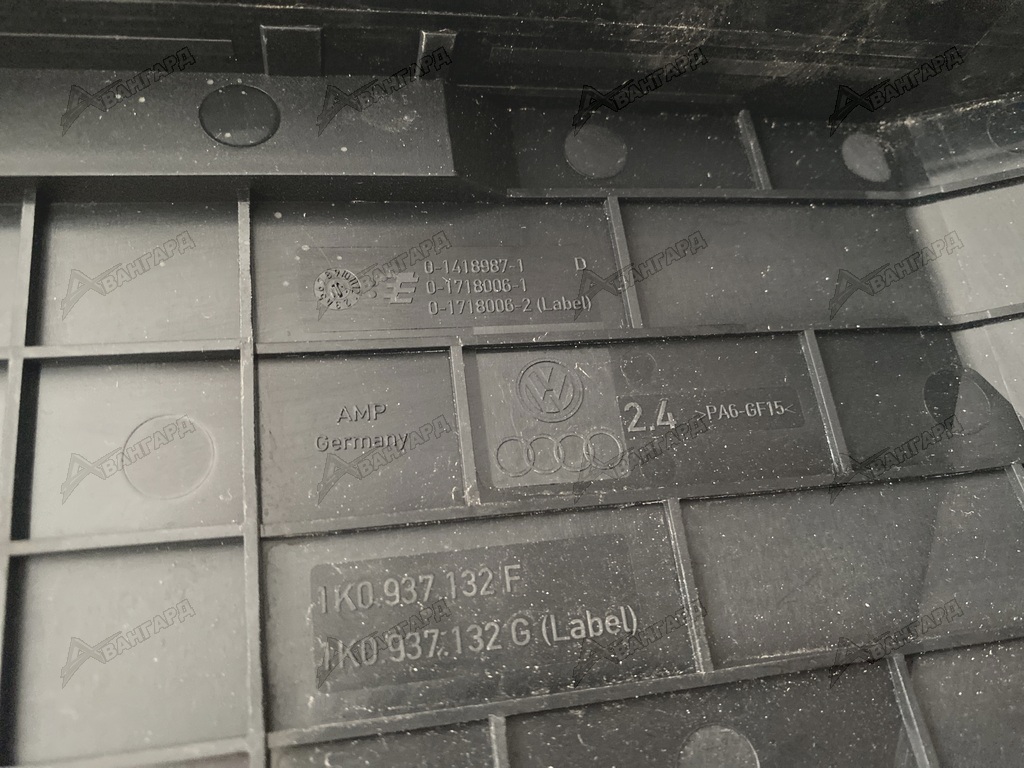 0-1418987-1 D
0-1718006-1
0-1718006-2 (Label)
AMP
Germany
2.4 >PA6-GF15<
1K0.937.132 F
1K0.937.132 G (Label)
АВАНГАРД